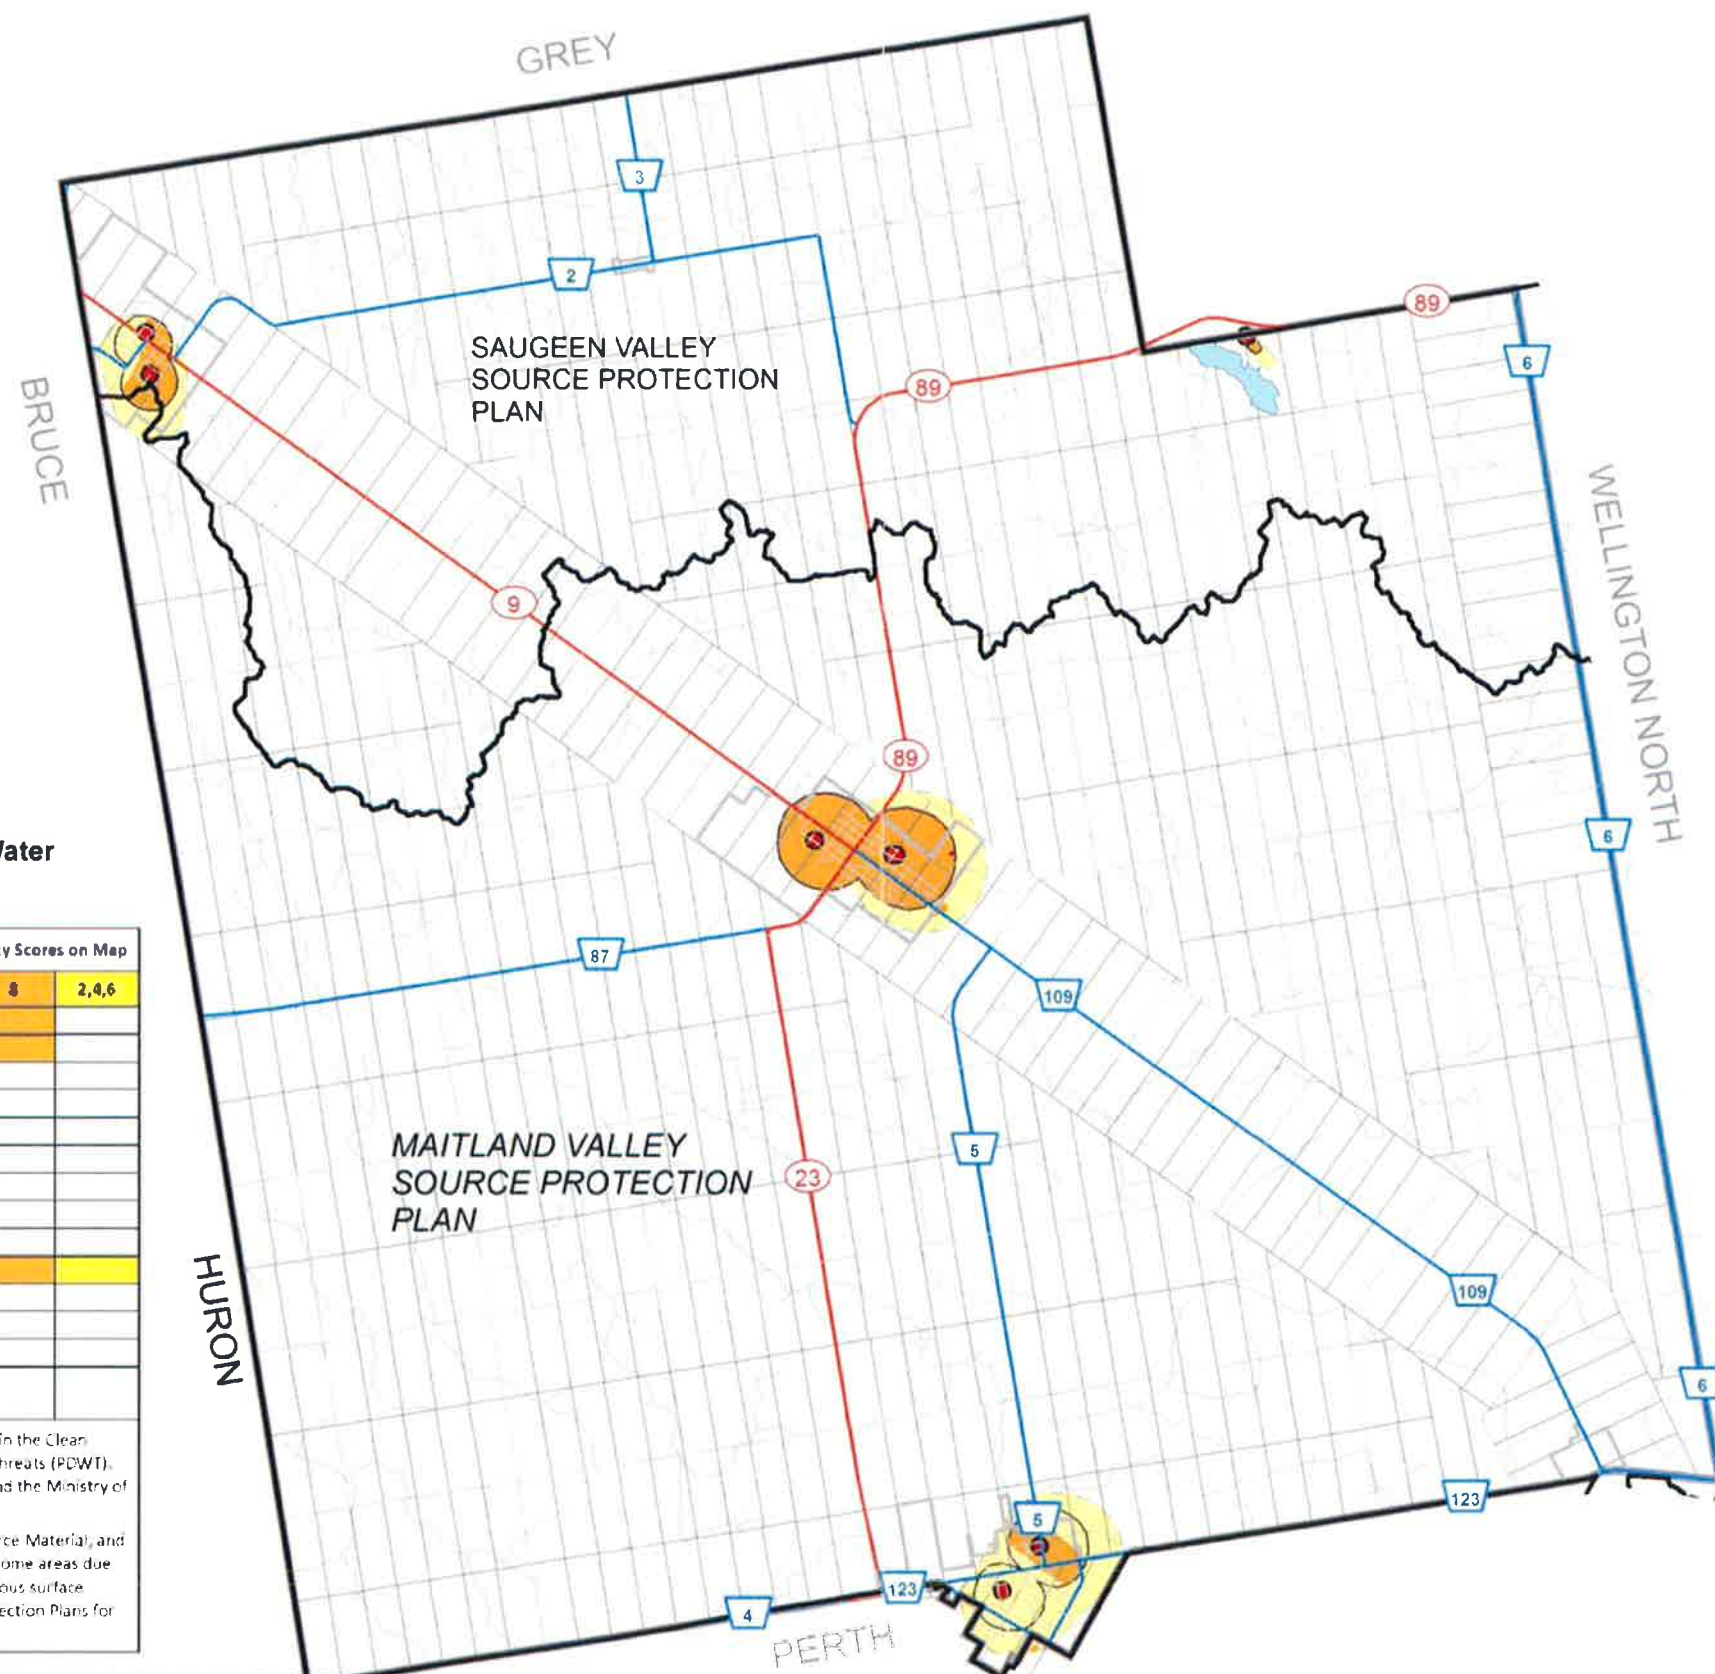 GREY
3
2
SAUGEEN VALLEY
SOURCE PROTECTION
PLAN
89
89
6
BRUCE
WELLINGTON NORTH
9
89
6
Water
y Scores on Map
8 2,4,6
87
109
MAITLAND VALLEY
SOURCE PROTECTION
PLAN
23
5
HURON
109
6
in the Clean
hreats (PDWT).
nd the Ministry of
rce Material, and
ome areas due
ous surface
ection Plans for
5
123
123
4
PERTH